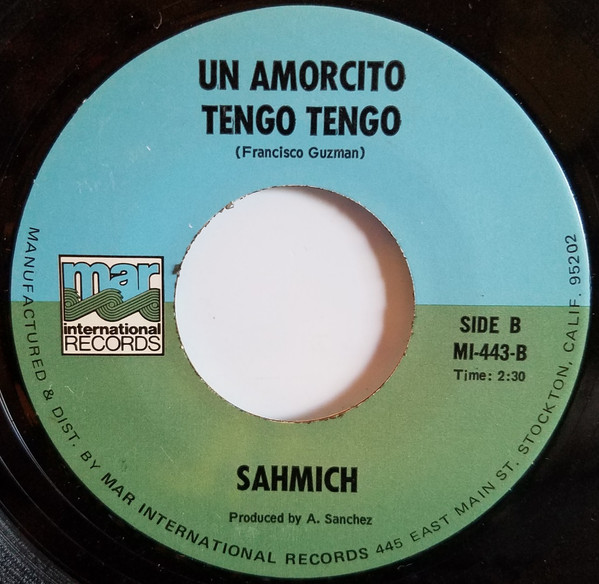 UN AMORCITO
TENGO TENGO
(Francisco Guzman)
mar
international
RECORDS
SIDE B
MI-443-B
Time: 2:30
SAHMICH
Produced by A. Sanchez
MANUFACTURED & DIST. BY MAR INTERNATIONAL RECORDS 445 EAST MAIN ST. STOCKTON, CALIF. 95202